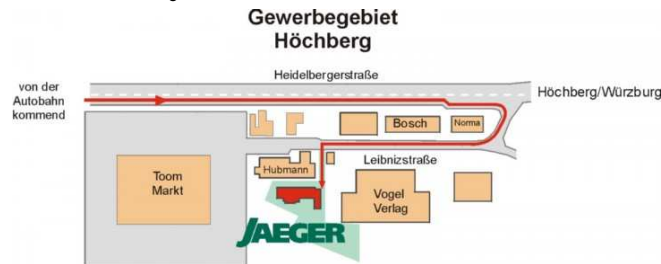 Gewerbegebiet
Höchberg
Heidelbergerstraße
von der
Autobahn
kommend
Höchberg/Würzburg
Bosch
Norma
Leibnizstraße
Hubmann
Toom
Markt
Vogel
Verlag
JAEGER